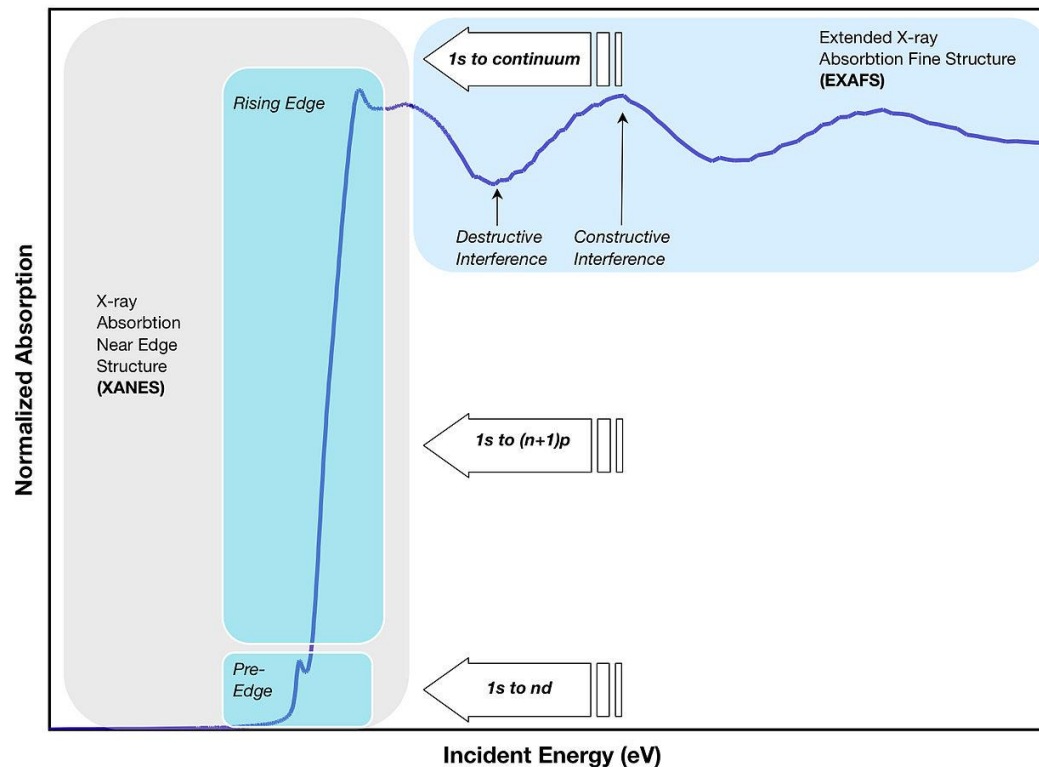 1s to continuum
Extended X-ray
Absorbtion Fine Structure
(EXAFS)
Rising Edge
Destructive
Interference
Constructive
Interference
X-ray
Absorbtion
Near Edge
Structure
(XANES)
1s to (n+1)p
Pre-
Edge
1s to nd
Normalized Absorption
Incident Energy (eV)